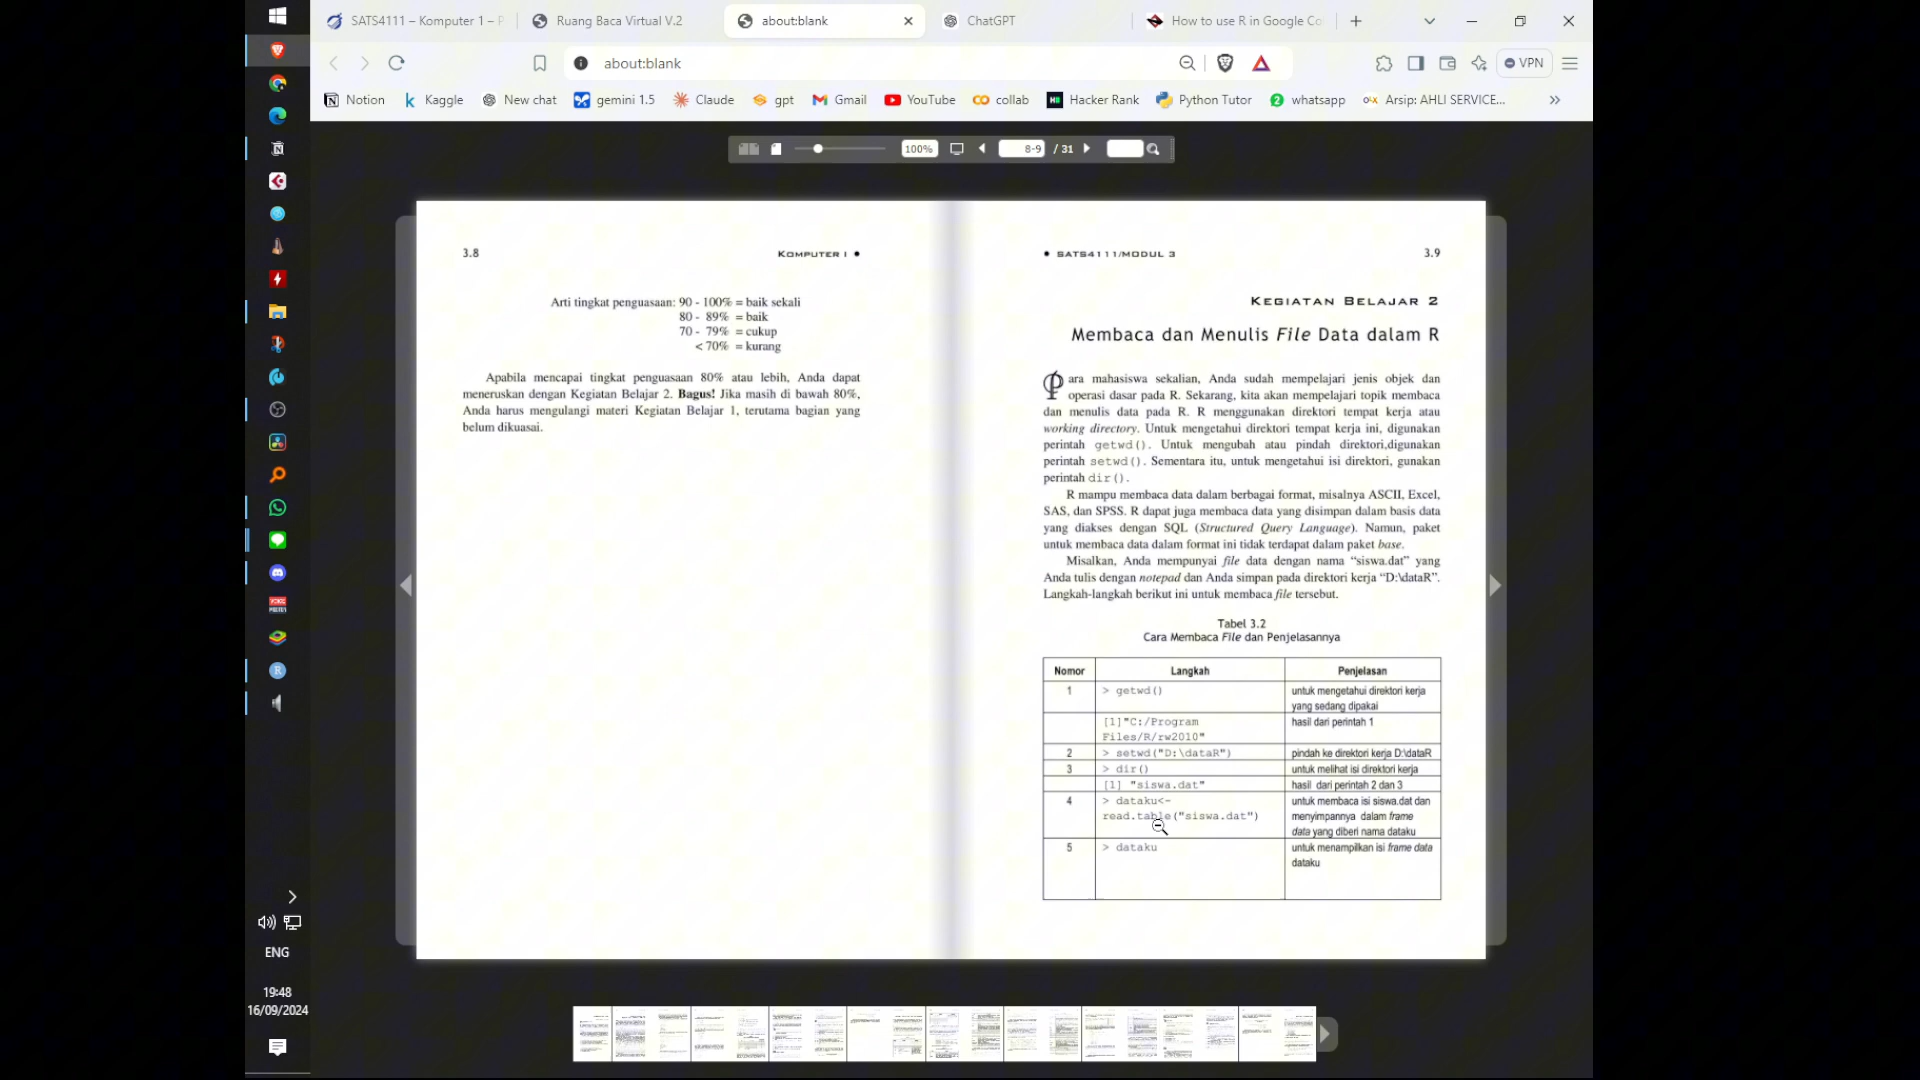 SATS4111 – Komputer 1 – P
Ruang Baca Virtual V.2
about:blank
ChatGPT
How to use R in Google Co
about:blank
VPN
Notion
Kaggle
New chat
gemini 1.5
Claude
gpt
Gmail
YouTube
collab
Hacker Rank
Python Tutor
whatsapp
Arsip: AHLI SERVICE...
100%
8-9 / 31
3.8
KOMPUTER I ●
Arti tingkat penguasaan: 90 - 100% = baik sekali
80 - 89% = baik
70 - 79% = cukup
< 70% = kurang
Apabila mencapai tingkat penguasaan 80% atau lebih, Anda dapat
meneruskan dengan Kegiatan Belajar 2. Bagus! Jika masih di bawah 80%,
Anda harus mengulangi materi Kegiatan Belajar 1, terutama bagian yang
belum dikuasai.
● SATS4111/MODUL 3
3.9
KEGIATAN BELAJAR 2
Membaca dan Menulis File Data dalam R
Para mahasiswa sekalian, Anda sudah mempelajari jenis objek dan
operasi dasar pada R. Sekarang, kita akan mempelajari topik membaca
dan menulis data pada R. R menggunakan direktori tempat kerja atau
working directory. Untuk mengetahui direktori tempat kerja ini, digunakan
perintah getwd(). Untuk mengubah atau pindah direktori,digunakan
perintah setwd(). Sementara itu, untuk mengetahui isi direktori, gunakan
perintah dir().
R mampu membaca data dalam berbagai format, misalnya ASCII, Excel,
SAS, dan SPSS. R dapat juga membaca data yang disimpan dalam basis data
yang diakses dengan SQL (Structured Query Language). Namun, paket
untuk membaca data dalam format ini tidak terdapat dalam paket base.
Misalkan, Anda mempunyai file data dengan nama “siswa.dat” yang
Anda tulis dengan notepad dan Anda simpan pada direktori kerja “D:\dataR”.
Langkah-langkah berikut ini untuk membaca file tersebut.
Tabel 3.2
Cara Membaca File dan Penjelasannya
Nomor Langkah Penjelasan
1 > getwd() untuk mengetahui direktori kerja
yang sedang dipakai
[1]"C:/Program hasil dari perintah 1
Files/R/rw2010"
2 > setwd("D:\dataR") pindah ke direktori kerja D:\dataR
3 > dir() untuk melihat isi direktori kerja
[1] "siswa.dat" hasil dari perintah 2 dan 3
4 > dataku<- untuk membaca isi siswa.dat dan
read.table("siswa.dat") menyimpannya dalam frame
data yang diberi nama dataku
5 > dataku untuk menampilkan isi frame data
dataku
ENG
19:48
16/09/2024